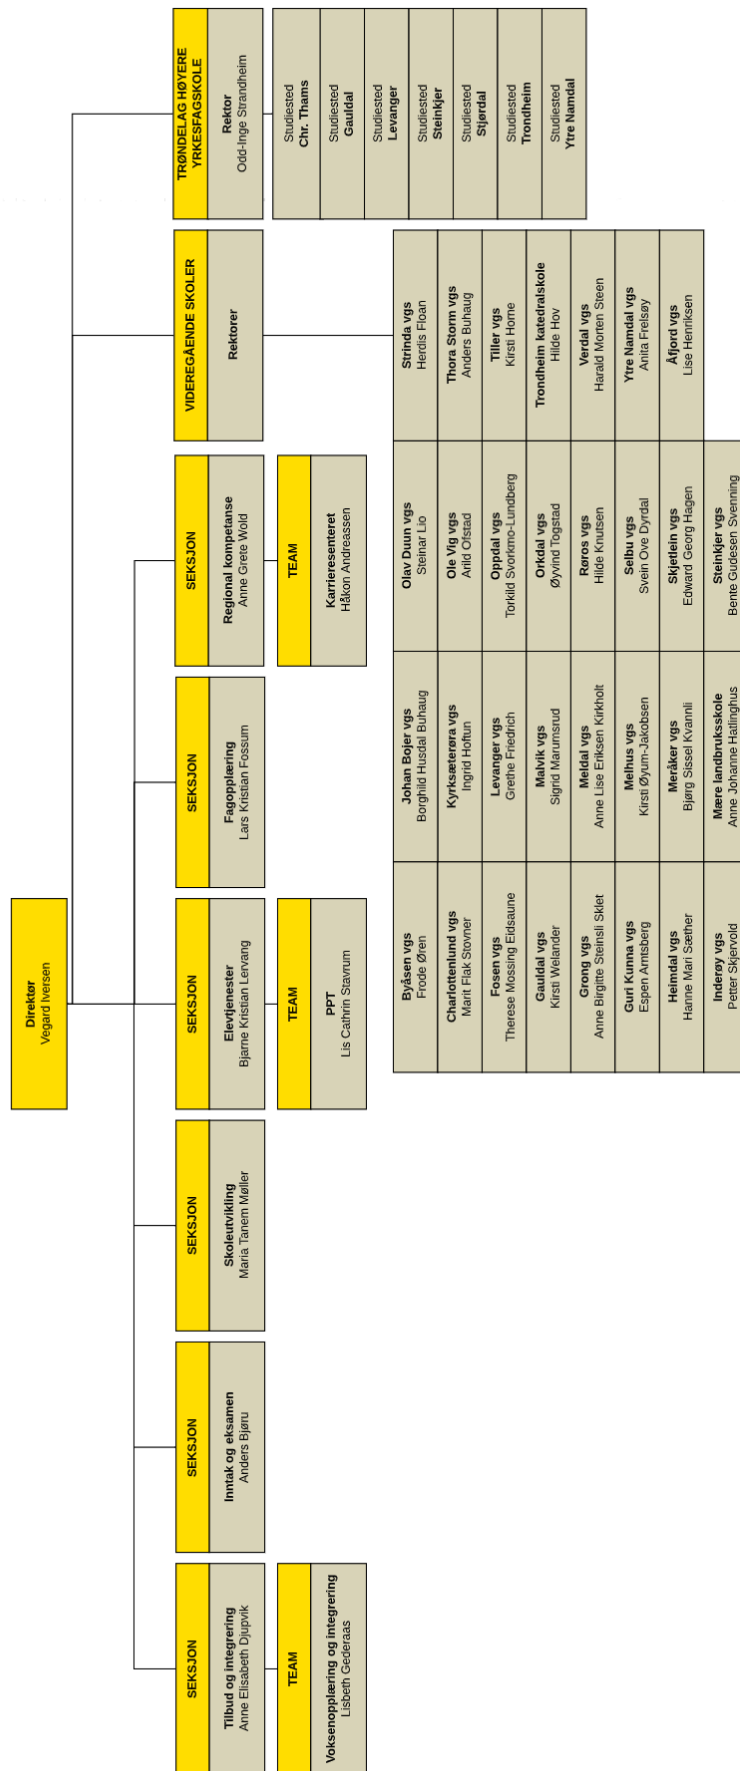 Direktør
Vegard Iversen
SEKSJON
Tilbud og integrering
Anne Elisabeth Djupvik
TEAM
Voksenopplæring og integrering
Lisbeth Gederaas
SEKSJON
Inntak og eksamen
Anders Bjøru
SEKSJON
Skoleutvikling
Maria Tanem Møller
SEKSJON
Elevtjenester
Bjarne Kristian Lervang
TEAM
PPT
Lis Cathrin Stavrum
SEKSJON
Fagopplæring
Lars Kristian Fossum
SEKSJON
Regional kompetanse
Anne Grete Wold
TEAM
Karrieresenteret
Håkon Andreassen
VIDEREGÅENDE SKOLER
Rektorer
Byåsen vgs
Frode Øren
Charlottenlund vgs
Marit Flak Stovner
Fosen vgs
Therese Mossing Eidsaune
Gauldal vgs
Kirsti Welander
Grong vgs
Anne Birgitte Steinsli Sklet
Guri Kunna vgs
Espen Arntsberg
Heimdal vgs
Hanne Mari Sæther
Inderøy vgs
Petter Skjervold
Johan Bojer vgs
Borghild Husdal Buhaug
Kyrksæterøra vgs
Ingrid Hoftun
Levanger vgs
Grethe Friedrich
Malvik vgs
Sigrid Marumsrud
Meldal vgs
Anne Lise Eriksen Kirkholt
Melhus vgs
Kirsti Øyum-Jakobsen
Meråker vgs
Bjørg Sissel Kvannli
Mære landbruksskole
Anne Johanne Hatlinghus
Olav Duun vgs
Steinar Lio
Ole Vig vgs
Arild Ofstad
Oppdal vgs
Torkild Svorkmo-Lundberg
Orkdal vgs
Øyvind Togstad
Røros vgs
Hilde Knutsen
Selbu vgs
Svein Ove Dyrdal
Skjetlein vgs
Edward Georg Hagen
Steinkjer vgs
Bente Gudesen Svenning
Strinda vgs
Herdis Floan
Thora Storm vgs
Anders Buhaug
Tiller vgs
Kirsti Horne
Trondheim katedralskole
Hilde Hov
Verdal vgs
Harald Morten Steen
Ytre Namdal vgs
Anita Frelsøy
Åfjord vgs
Lise Henriksen
TRØNDELAG HØYERE
YRKESFAGSKOLE
Rektor
Odd-Inge Strandheim
Studiested
Chr. Thams
Studiested
Gauldal
Studiested
Levanger
Studiested
Steinkjer
Studiested
Stjørdal
Studiested
Trondheim
Studiested
Ytre Namdal